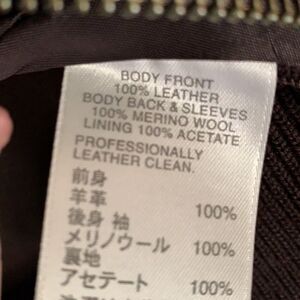 BODY FRONT
100% LEATHER
BODY BACK & SLEEVES
100% MERINO WOOL
LINING 100% ACETATE
PROFESSIONALLY
LEATHER CLEAN.
前身
羊革 100%
後身 袖
メリノウール 100%
裏地
アセテート 100%